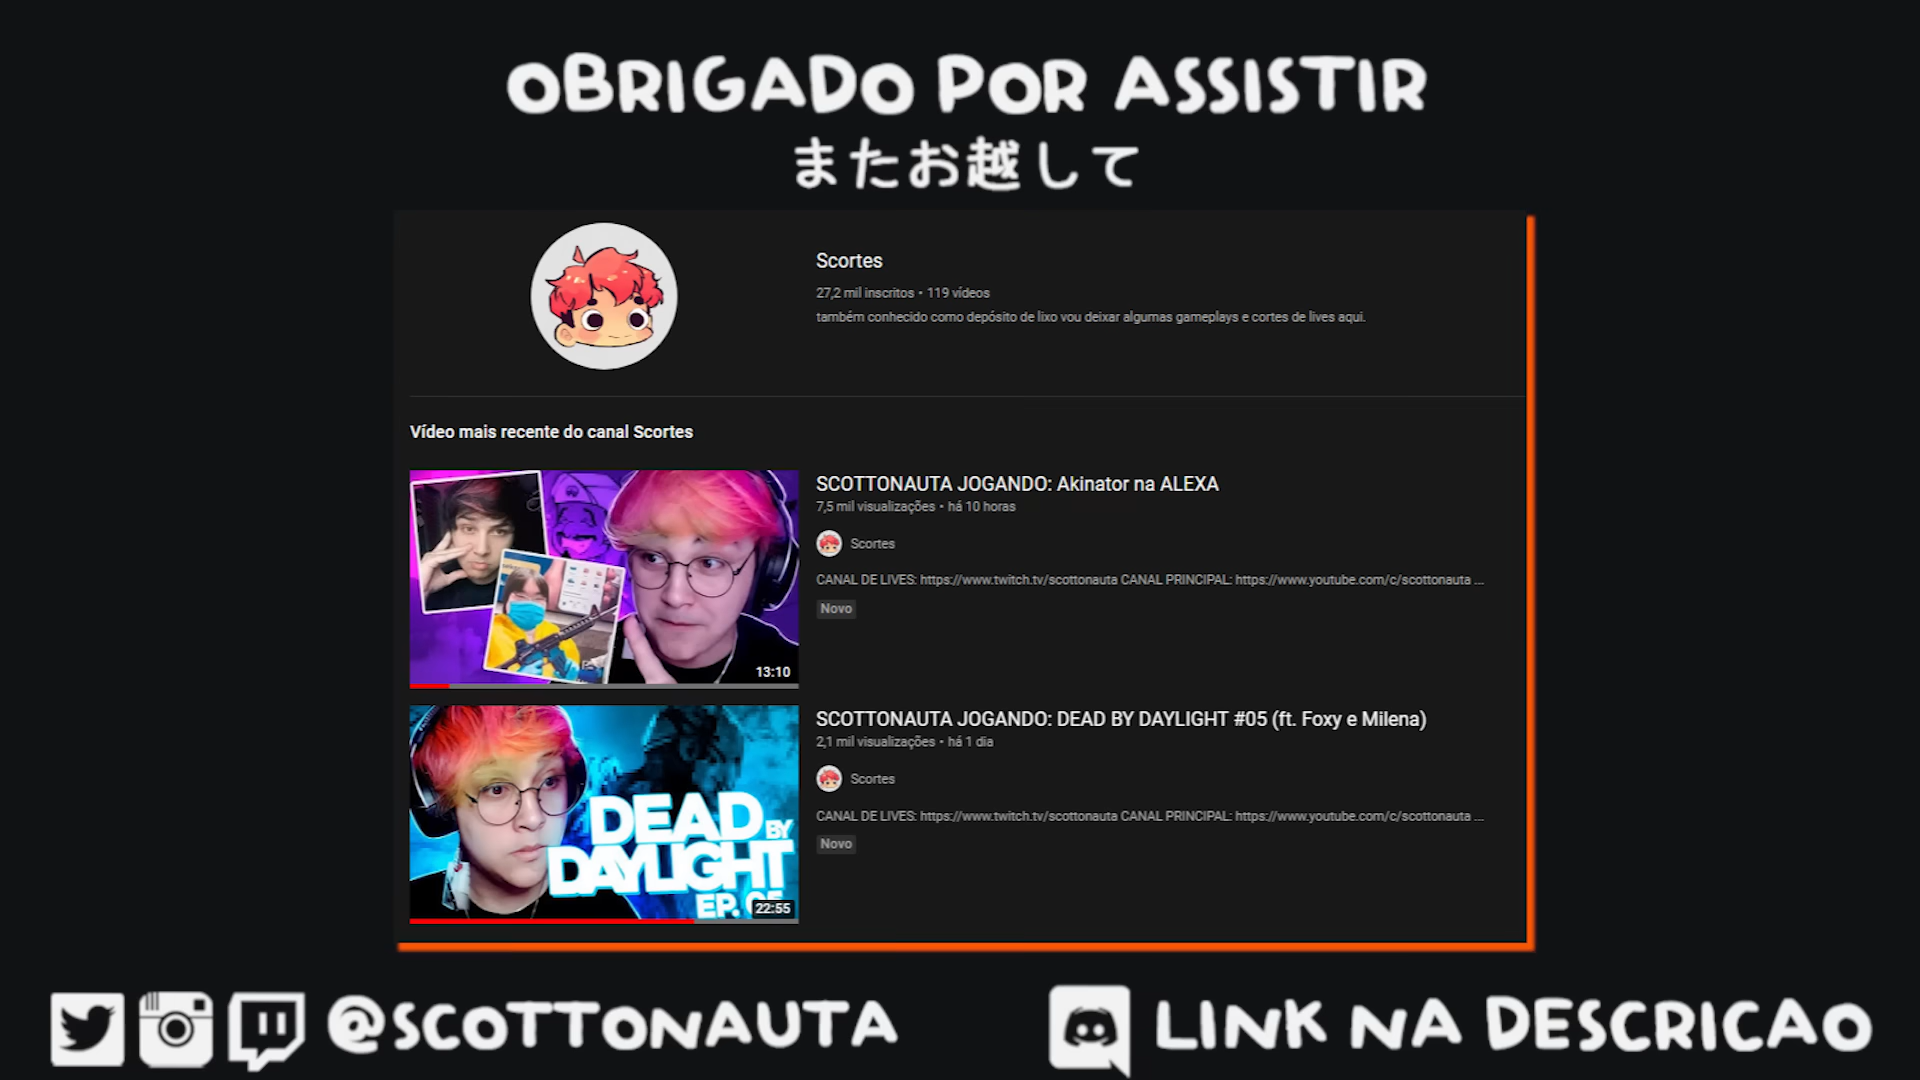 OBRIGADO POR ASSISTIR
またお越して
Scortes
27,2 mil inscritos • 119 vídeos
também conhecido como depósito de lixo vou deixar algumas gameplays e cortes de lives aqui.
Vídeo mais recente do canal Scortes
SCOTTONAUTA JOGANDO: Akinator na ALEXA
7,5 mil visualizações • há 10 horas
Scortes
CANAL DE LIVES: https://www.twitch.tv/scottonauta CANAL PRINCIPAL: https://www.youtube.com/c/scottonauta ...
Novo
13:10
SCOTTONAUTA JOGANDO: DEAD BY DAYLIGHT #05 (ft. Foxy e Milena)
2,1 mil visualizações • há 1 dia
Scortes
CANAL DE LIVES: https://www.twitch.tv/scottonauta CANAL PRINCIPAL: https://www.youtube.com/c/scottonauta ...
Novo
DEAD BY
DAYLIGHT
EP. 05
22:55
@SCOTTONAUTA
LINK NA DESCRICAO